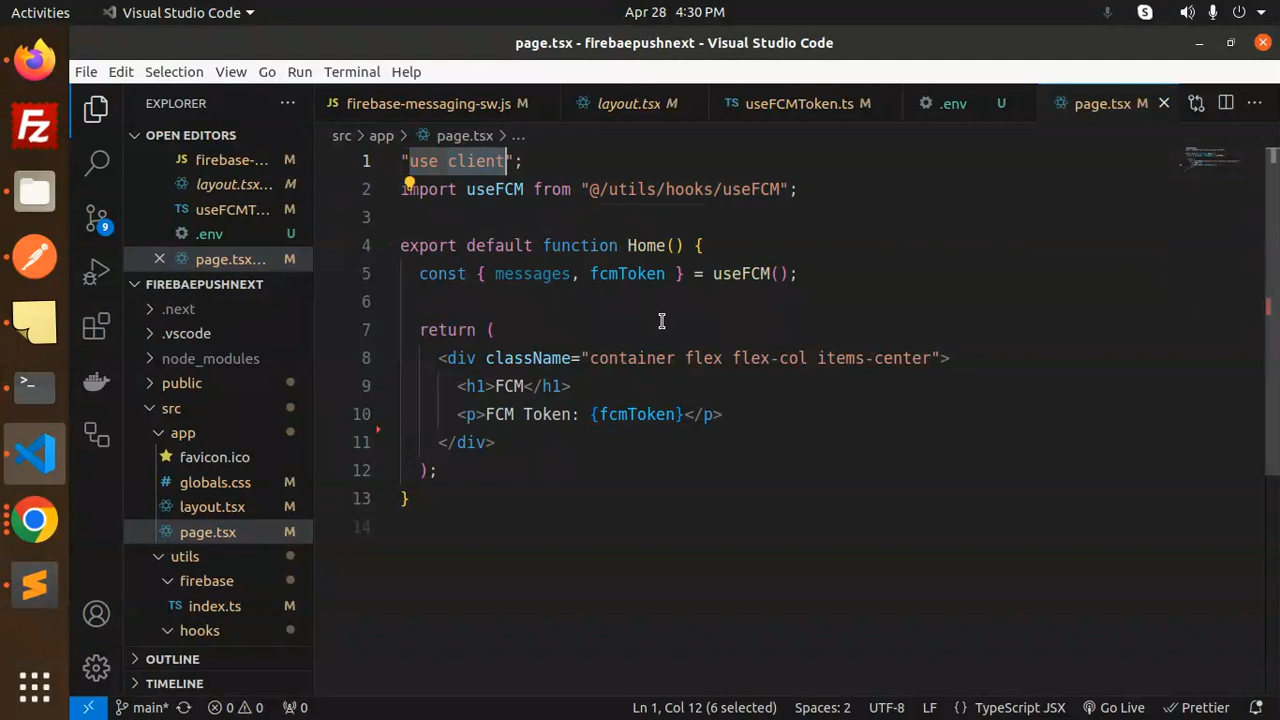 Activities
Visual Studio Code
Apr 28 4:30 PM
page.tsx - firebaepushnext - Visual Studio Code
File Edit Selection View Go Run Terminal Help
EXPLORER
OPEN EDITORS
firebase-... M
layout.tsx... M
useFCMT... M
.env U
page.tsx... M
FIREBAEPUSHNEXT
.next
.vscode
node_modules
public
src
app
favicon.ico
globals.css M
layout.tsx M
page.tsx M
utils
firebase
index.ts M
hooks
OUTLINE
TIMELINE
9
firebase-messaging-sw.js M
layout.tsx M
useFCMToken.ts M
.env U
page.tsx M
src > app > page.tsx > ...
1 "use client";
2 import useFCM from "@/utils/hooks/useFCM";
3
4 export default function Home() {
5 const { messages, fcmToken } = useFCM();
6
7 return (
8 <div className="container flex flex-col items-center">
9 <h1>FCM</h1>
10 <p>FCM Token: {fcmToken}</p>
11 </div>
12 );
13 }
14
main* 0 0 0
Ln 1, Col 12 (6 selected)
Spaces: 2
UTF-8
LF
{ } TypeScript JSX
Go Live
Prettier